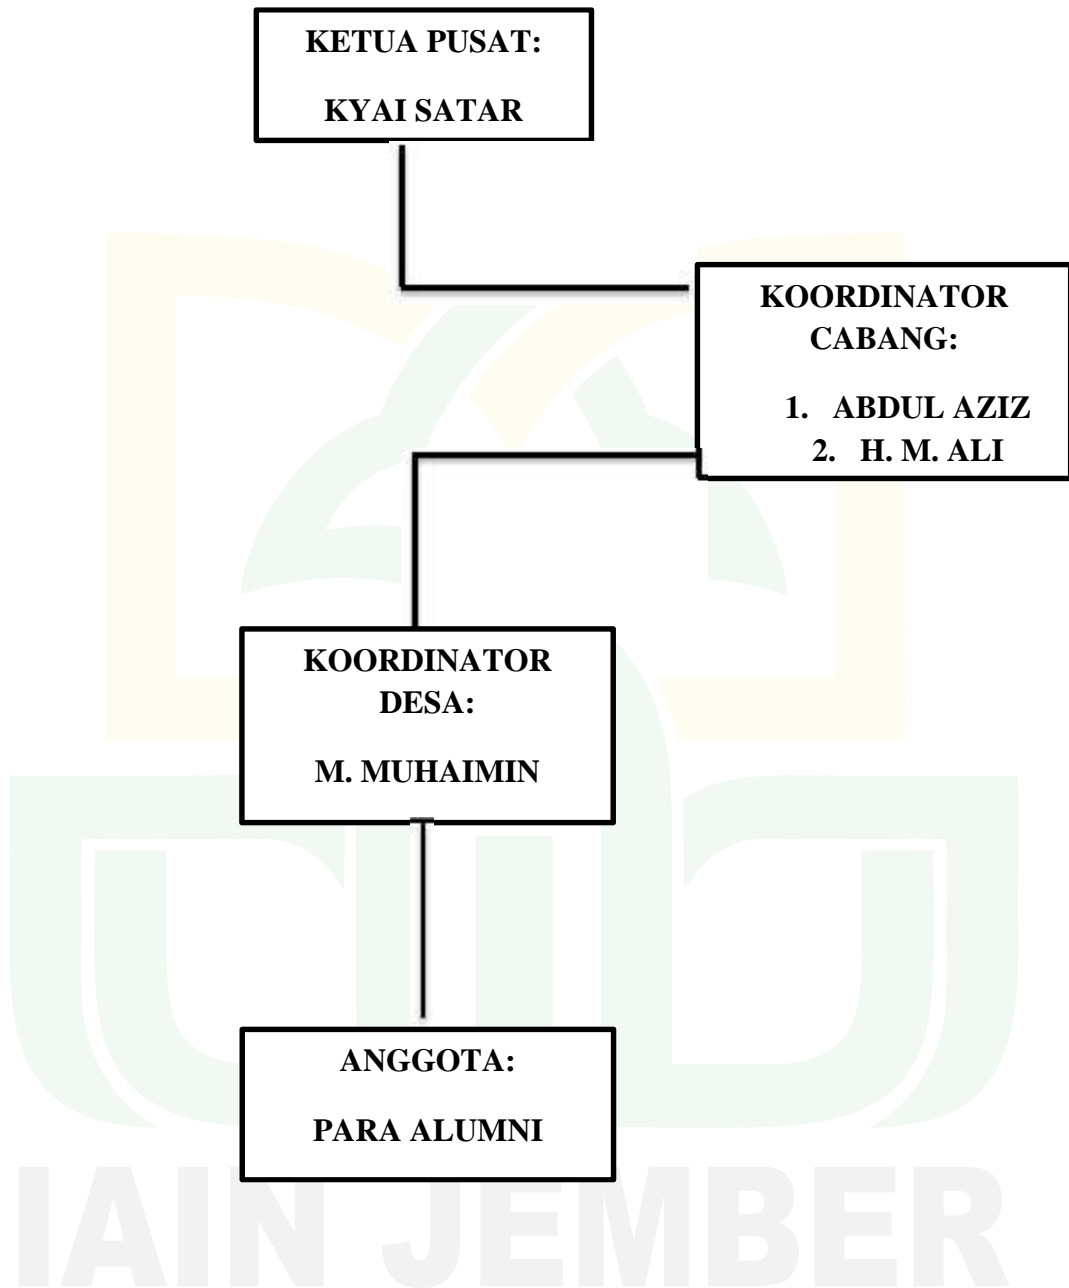 KETUA PUSAT:
KYAI SATAR
KOORDINATOR
CABANG:
1. ABDUL AZIZ
2. H. M. ALI
KOORDINATOR
DESA:
M. MUHAIMIN
ANGGOTA:
PARA ALUMNI
IAIN JEMBER